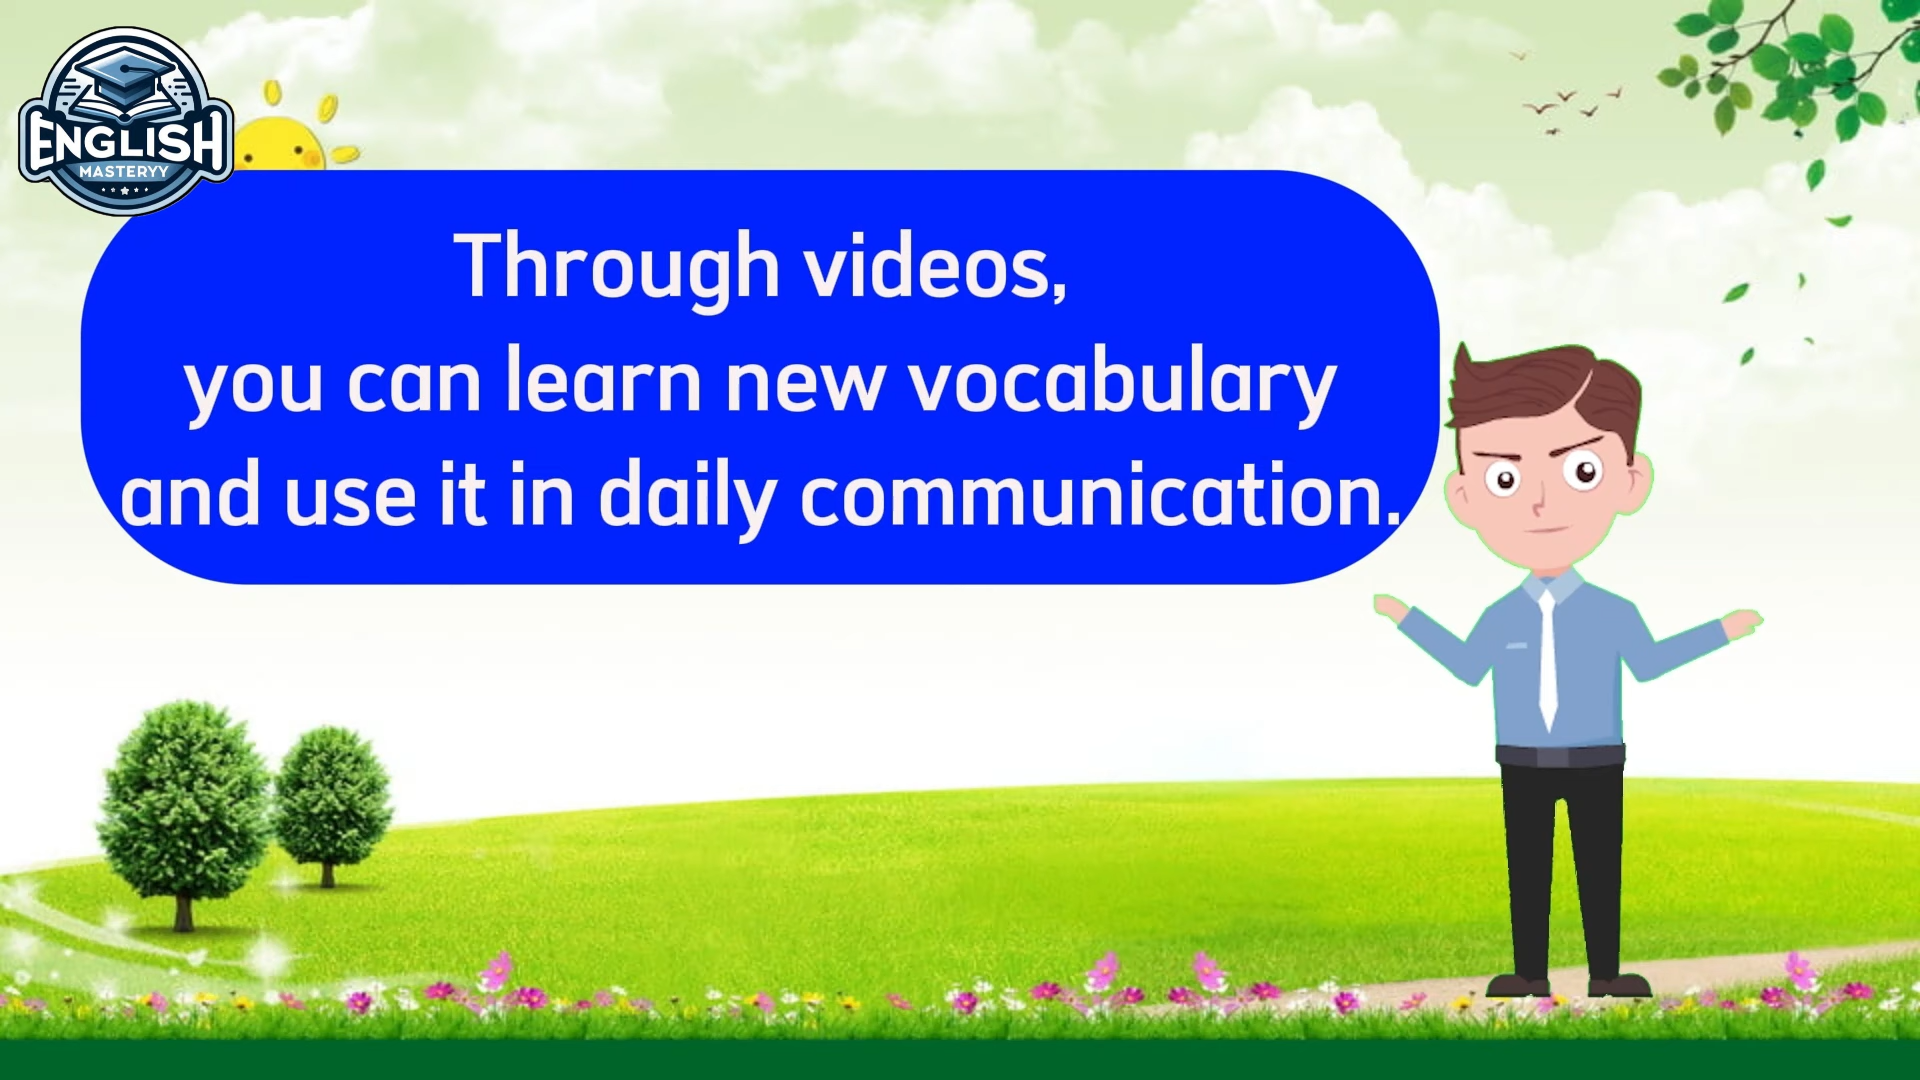 ENGLISH
MASTERYY
Through videos,
you can learn new vocabulary
and use it in daily communication.